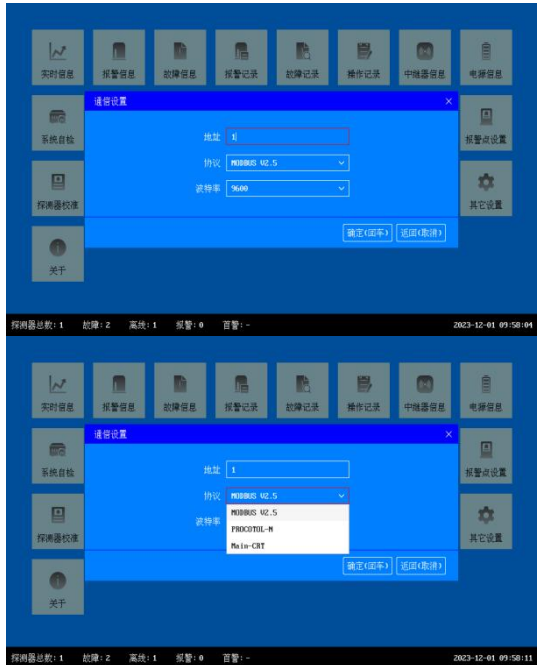 实时信息 报警信息 故障信息 报警记录 故障记录 操作记录 中继器信息 电源信息
通信设置 ×
系统自检 地址 1 报警点设置
协议 MODBUS V2.5
探测器校准 波特率 9600 其它设置
确定(回车) 返回(取消)
关于
探测器总数:1 故障:2 离线:1 报警:0 首警:- 2023-12-01 09:58:04
实时信息 报警信息 故障信息 报警记录 故障记录 操作记录 中继器信息 电源信息
通信设置 ×
系统自检 地址 1 报警点设置
协议 MODBUS V2.5
波特率 MODBUS V2.5
探测器校准 PROCOTOL-M 其它设置
Main-CRT
确定(回车) 返回(取消)
关于
探测器总数:1 故障:2 离线:1 报警:0 首警:- 2023-12-01 09:58:11